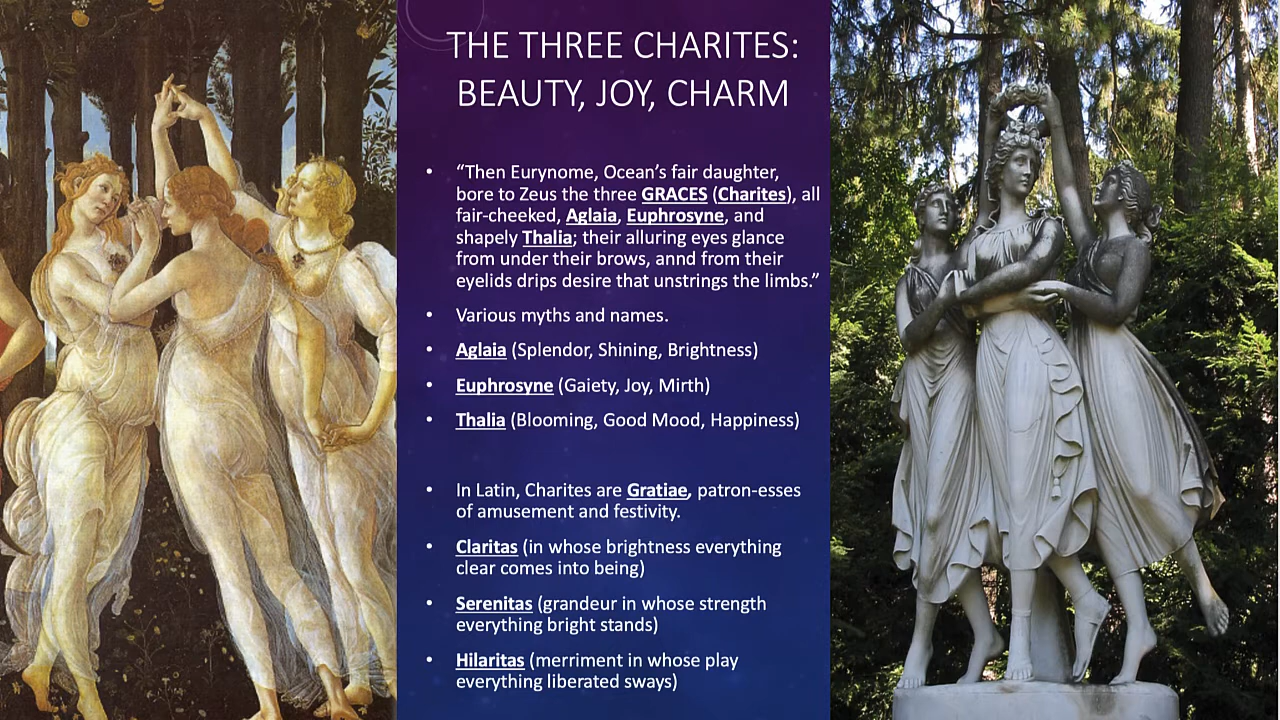 THE THREE CHARITES:
BEAUTY, JOY, CHARM
• “Then Eurynome, Ocean’s fair daughter,
bore to Zeus the three GRACES (Charites), all
fair-cheeked, Aglaia, Euphrosyne, and
shapely Thalia; their alluring eyes glance
from under their brows, annd from their
eyelids drips desire that unstrings the limbs.”
• Various myths and names.
• Aglaia (Splendor, Shining, Brightness)
• Euphrosyne (Gaiety, Joy, Mirth)
• Thalia (Blooming, Good Mood, Happiness)
• In Latin, Charites are Gratiae, patron-esses
of amusement and festivity.
• Claritas (in whose brightness everything
clear comes into being)
• Serenitas (grandeur in whose strength
everything bright stands)
• Hilaritas (merriment in whose play
everything liberated sways)